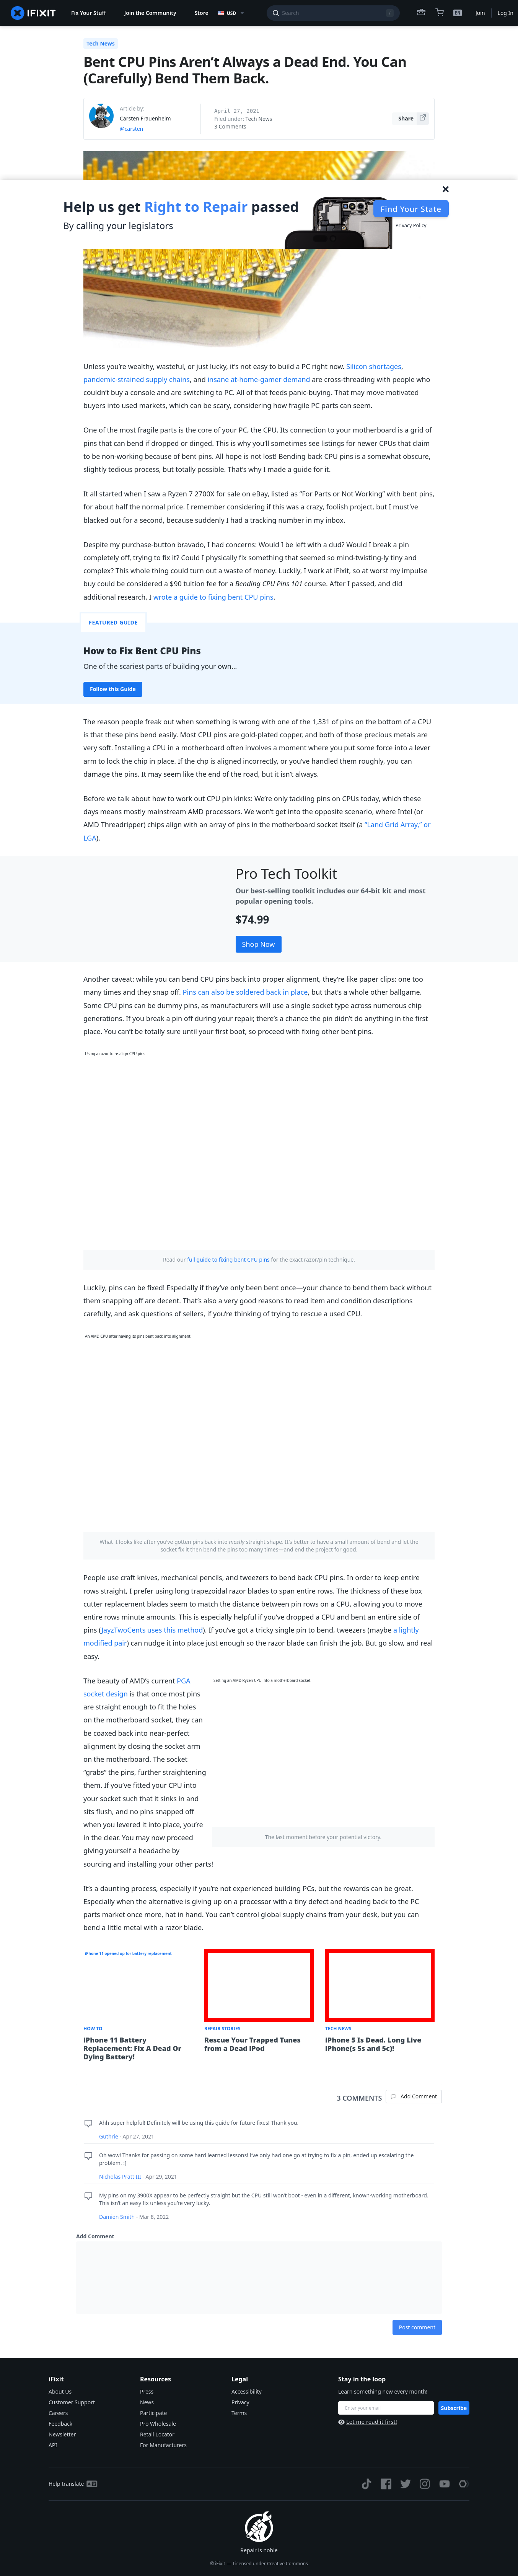 IFIXIT
Fix Your Stuff
Join the Community
Store
USD
Search
/
EN
Join
Log In
Tech News
Bent CPU Pins Aren’t Always a Dead End. You Can
(Carefully) Bend Them Back.
Article by:
Carsten Frauenheim
@carsten
April 27, 2021
Filed under: Tech News
3 Comments
Share
Help us get Right to Repair passed
By calling your legislators
Find Your State
Privacy Policy
Unless you’re wealthy, wasteful, or just lucky, it’s not easy to build a PC right now. Silicon shortages,
pandemic-strained supply chains, and insane at-home-gamer demand are cross-threading with people who
couldn’t buy a console and are switching to PC. All of that feeds panic-buying. That may move motivated
buyers into used markets, which can be scary, considering how fragile PC parts can seem.
One of the most fragile parts is the core of your PC, the CPU. Its connection to your motherboard is a grid of
pins that can bend if dropped or dinged. This is why you’ll sometimes see listings for newer CPUs that claim
to be non-working because of bent pins. All hope is not lost! Bending back CPU pins is a somewhat obscure,
slightly tedious process, but totally possible. That’s why I made a guide for it.
It all started when I saw a Ryzen 7 2700X for sale on eBay, listed as “For Parts or Not Working” with bent pins,
for about half the normal price. I remember considering if this was a crazy, foolish project, but I must’ve
blacked out for a second, because suddenly I had a tracking number in my inbox.
Despite my purchase-button bravado, I had concerns: Would I be left with a dud? Would I break a pin
completely off, trying to fix it? Could I physically fix something that seemed so mind-twisting-ly tiny and
complex? This whole thing could turn out a waste of money. Luckily, I work at iFixit, so at worst my impulse
buy could be considered a $90 tuition fee for a Bending CPU Pins 101 course. After I passed, and did
additional research, I wrote a guide to fixing bent CPU pins.
FEATURED GUIDE
How to Fix Bent CPU Pins
One of the scariest parts of building your own...
Follow this Guide
The reason people freak out when something is wrong with one of the 1,331 of pins on the bottom of a CPU
is that these pins bend easily. Most CPU pins are gold-plated copper, and both of those precious metals are
very soft. Installing a CPU in a motherboard often involves a moment where you put some force into a lever
arm to lock the chip in place. If the chp is aligned incorrectly, or you’ve handled them roughly, you can
damage the pins. It may seem like the end of the road, but it isn’t always.
Before we talk about how to work out CPU pin kinks: We’re only tackling pins on CPUs today, which these
days means mostly mainstream AMD processors. We won’t get into the opposite scenario, where Intel (or
AMD Threadripper) chips align with an array of pins in the motherboard socket itself (a “Land Grid Array,” or
LGA).
Pro Tech Toolkit
Our best-selling toolkit includes our 64-bit kit and most
popular opening tools.
$74.99
Shop Now
Another caveat: while you can bend CPU pins back into proper alignment, they’re like paper clips: one too
many times and they snap off. Pins can also be soldered back in place, but that’s a whole other ballgame.
Some CPU pins can be dummy pins, as manufacturers will use a single socket type across numerous chip
generations. If you break a pin off during your repair, there’s a chance the pin didn’t do anything in the first
place. You can’t be totally sure until your first boot, so proceed with fixing other bent pins.
Using a razor to re-align CPU pins
Read our full guide to fixing bent CPU pins for the exact razor/pin technique.
Luckily, pins can be fixed! Especially if they’ve only been bent once—your chance to bend them back without
them snapping off are decent. That’s also a very good reasons to read item and condition descriptions
carefully, and ask questions of sellers, if you’re thinking of trying to rescue a used CPU.
An AMD CPU after having its pins bent back into alignment.
What it looks like after you’ve gotten pins back into mostly straight shape. It’s better to have a small amount of bend and let the
socket fix it then bend the pins too many times—and end the project for good.
People use craft knives, mechanical pencils, and tweezers to bend back CPU pins. In order to keep entire
rows straight, I prefer using long trapezoidal razor blades to span entire rows. The thickness of these box
cutter replacement blades seem to match the distance between pin rows on a CPU, allowing you to move
entire rows minute amounts. This is especially helpful if you’ve dropped a CPU and bent an entire side of
pins (JayzTwoCents uses this method). If you’ve got a tricky single pin to bend, tweezers (maybe a lightly
modified pair) can nudge it into place just enough so the razor blade can finish the job. But go slow, and real
easy.
The beauty of AMD’s current PGA
socket design is that once most pins
are straight enough to fit the holes
on the motherboard socket, they can
be coaxed back into near-perfect
alignment by closing the socket arm
on the motherboard. The socket
“grabs” the pins, further straightening
them. If you’ve fitted your CPU into
your socket such that it sinks in and
sits flush, and no pins snapped off
when you levered it into place, you’re
in the clear. You may now proceed
giving yourself a headache by
installing and sourcing your other parts!
Setting an AMD Ryzen CPU into a motherboard socket.
The last moment before your potential victory.
It’s a daunting process, especially if you’re not experienced building PCs, but the rewards can be great.
Especially when the alternative is giving up on a processor with a tiny defect and heading back to the PC
parts market once more, hat in hand. You can’t control global supply chains from your desk, but you can
bend a little metal with a razor blade.
iPhone 11 opened up for battery replacement
HOW TO
iPhone 11 Battery
Replacement: Fix A Dead Or
Dying Battery!
REPAIR STORIES
Rescue Your Trapped Tunes
from a Dead iPod
TECH NEWS
iPhone 5 Is Dead. Long Live
iPhone(s 5s and 5c)!
3 COMMENTS
Add Comment
Ahh super helpful! Definitely will be using this guide for future fixes! Thank you.
Guthrie - Apr 27, 2021
Oh wow! Thanks for passing on some hard learned lessons! I’ve only had one go at trying to fix a pin, ended up escalating the
problem. :]
Nicholas Pratt III - Apr 29, 2021
My pins on my 3900X appear to be perfectly straight but the CPU still won’t boot - even in a different, known-working motherboard.
This isn’t an easy fix unless you’re very lucky.
Damien Smith - Mar 8, 2022
Add Comment
Post comment
iFixit
About Us
Customer Support
Careers
Feedback
Newsletter
API
Resources
Press
News
Participate
Pro Wholesale
Retail Locator
For Manufacturers
Legal
Accessibility
Privacy
Terms
Stay in the loop
Learn something new every month!
Enter your email
Subscribe
Let me read it first!
Help translate
Repair is noble
© iFixit — Licensed under Creative Commons